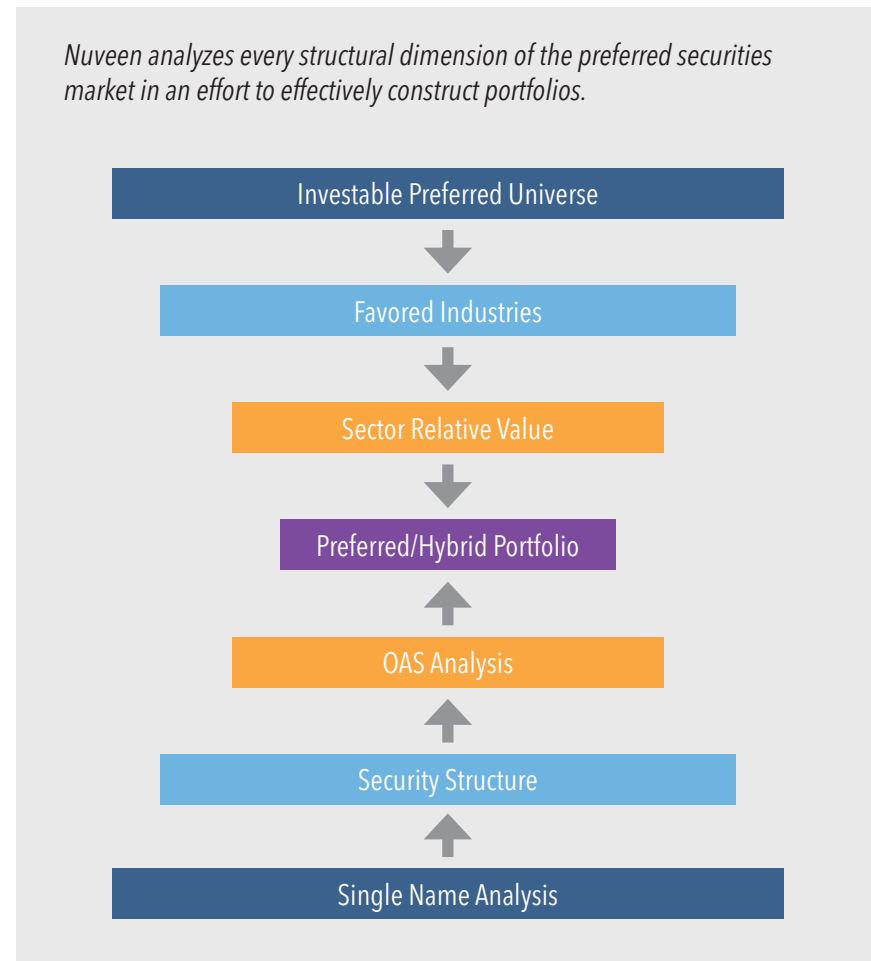 Nuveen analyzes every structural dimension of the preferred securities
market in an effort to effectively construct portfolios.
Investable Preferred Universe
Favored Industries
Sector Relative Value
Preferred/Hybrid Portfolio
OAS Analysis
Security Structure
Single Name Analysis